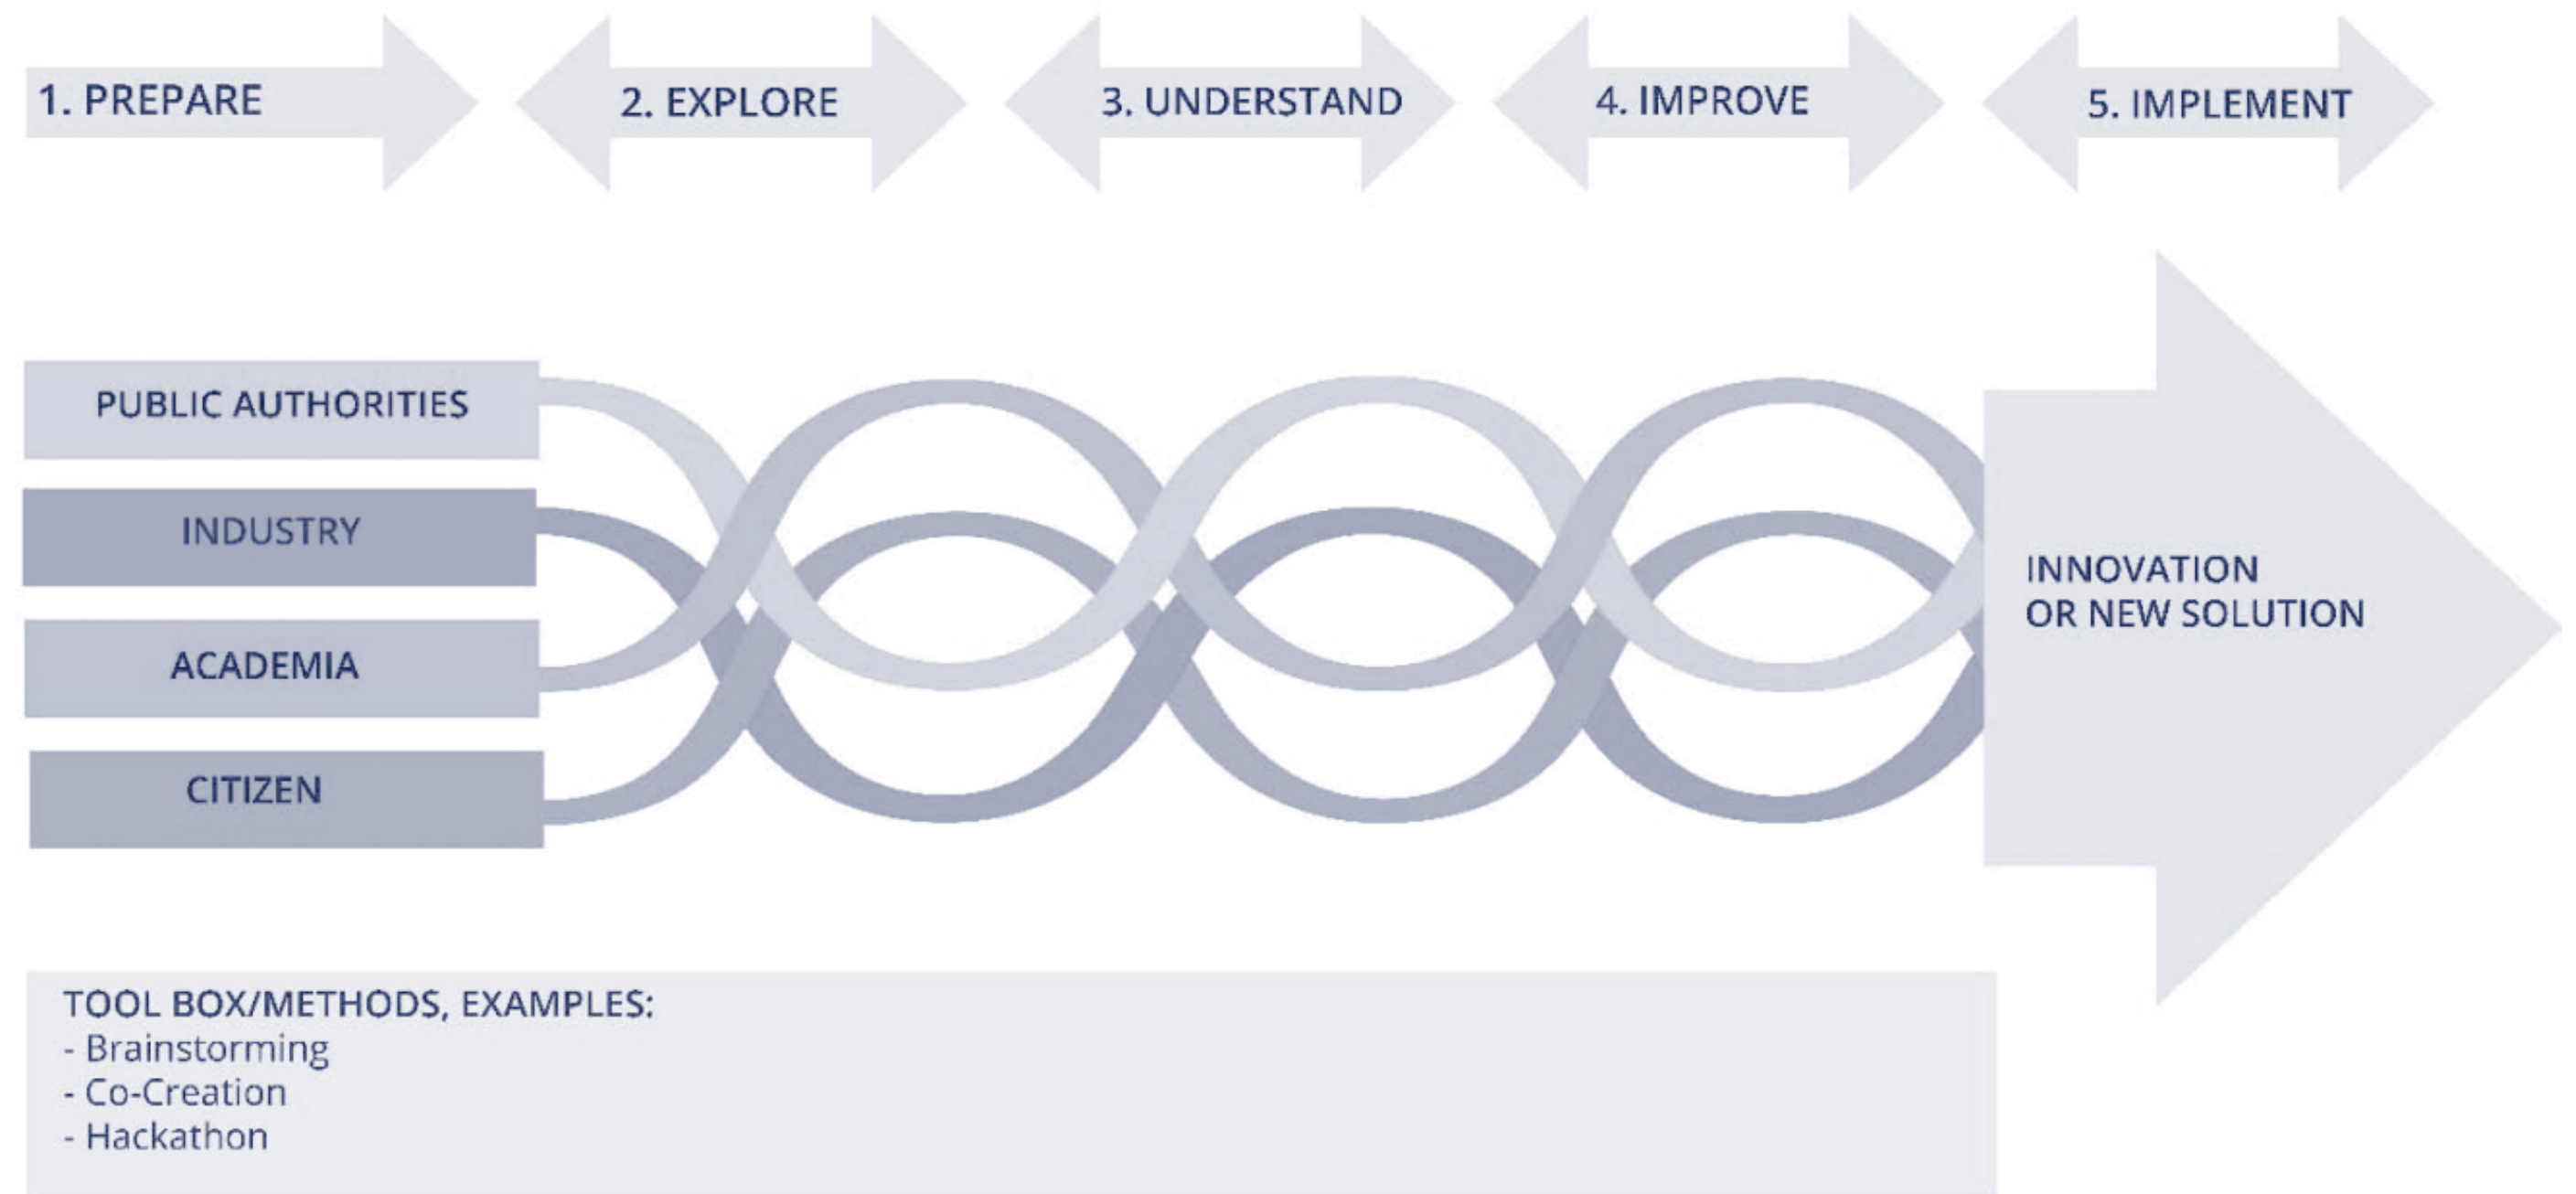 1. PREPARE
2. EXPLORE
3. UNDERSTAND
4. IMPROVE
5. IMPLEMENT
PUBLIC AUTHORITIES
INDUSTRY
ACADEMIA
CITIZEN
INNOVATION
OR NEW SOLUTION
TOOL BOX/METHODS, EXAMPLES:
- Brainstorming
- Co-Creation
- Hackathon